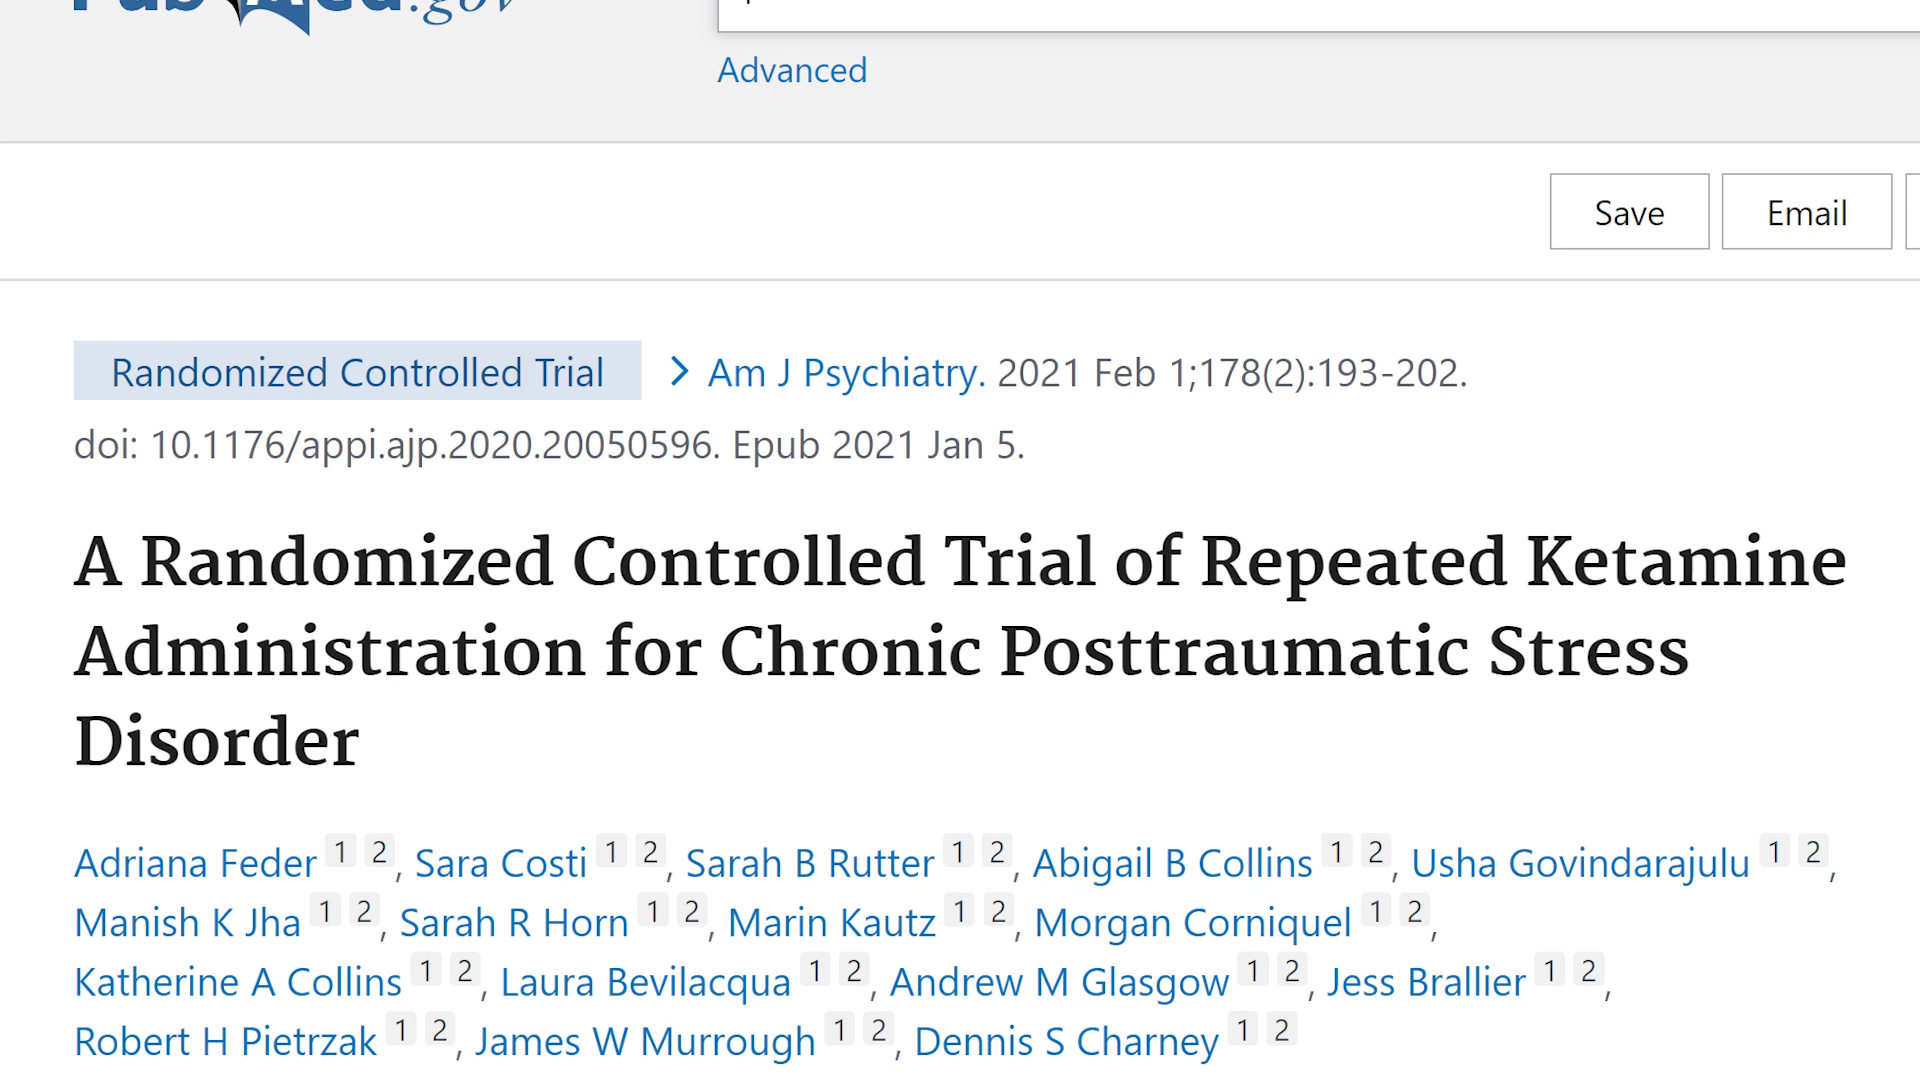 PubMed.gov
Advanced
Save Email
Randomized Controlled Trial > Am J Psychiatry. 2021 Feb 1;178(2):193-202.
doi: 10.1176/appi.ajp.2020.20050596. Epub 2021 Jan 5.
A Randomized Controlled Trial of Repeated Ketamine
Administration for Chronic Posttraumatic Stress
Disorder
Adriana Feder 1 2, Sara Costi 1 2, Sarah B Rutter 1 2, Abigail B Collins 1 2, Usha Govindarajulu 1 2,
Manish K Jha 1 2, Sarah R Horn 1 2, Marin Kautz 1 2, Morgan Corniquel 1 2,
Katherine A Collins 1 2, Laura Bevilacqua 1 2, Andrew M Glasgow 1 2, Jess Brallier 1 2,
Robert H Pietrzak 1 2, James W Murrough 1 2, Dennis S Charney 1 2